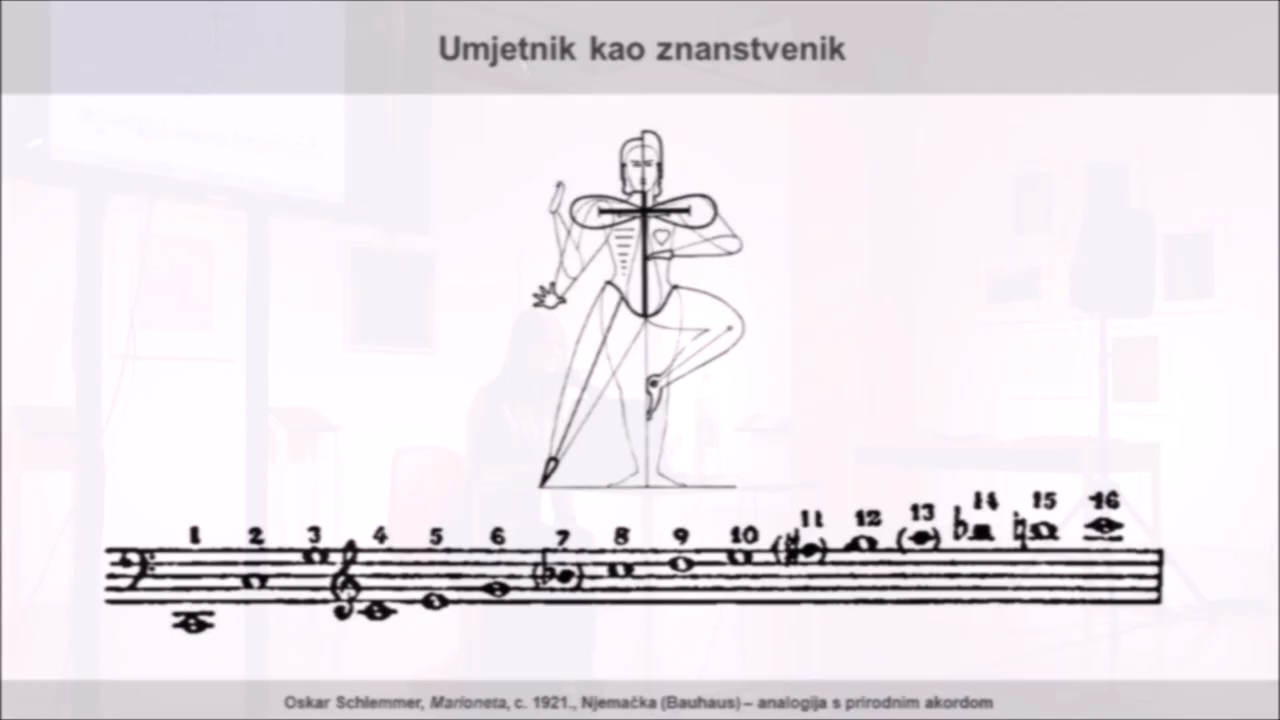 Umjetnik kao znanstvenik
1 2 3 4 5 6 7 8 9 10 11 12 13 14 15 16
Oskar Schlemmer, Marioneta, c. 1921., Njemačka (Bauhaus) – analogija s prirodnim akordom